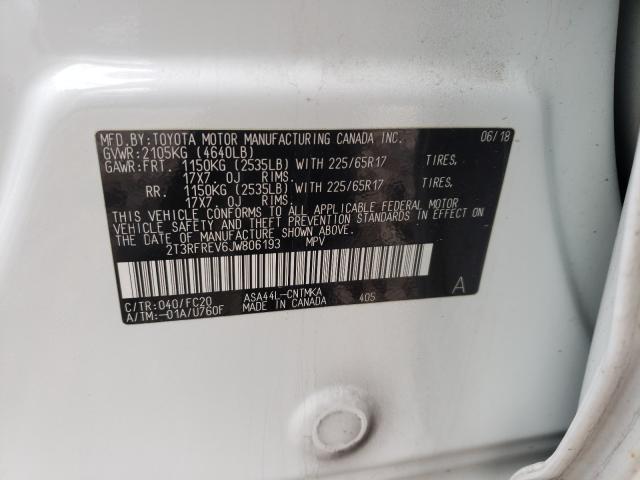 MFD.BY:TOYOTA MOTOR MANUFACTURING CANADA INC. 06/18
GVWR:2105KG (4640LB)
GAWR:FRT. 1150KG (2535LB) WITH 225/65R17 TIRES,
17X7.0J RIMS.
RR. 1150KG (2535LB) WITH 225/65R17 TIRES,
17X7.0J RIMS.
THIS VEHICLE CONFORMS TO ALL APPLICABLE FEDERAL MOTOR
VEHICLE SAFETY AND THEFT PREVENTION STANDARDS IN EFFECT ON
THE DATE OF MANUFACTURE SHOWN ABOVE.
2T3RFREV6JW806193 MPV
C/TR:040/FC20 ASA44L-CNTMKA 405 A
A/TM:-01A/U760F MADE IN CANADA